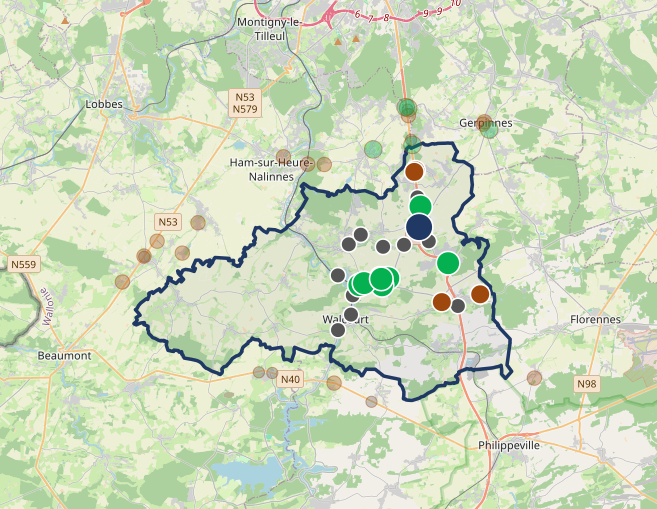 Montigny-le-
Tilleul
6
7
8
9
9
10
N53
N579
Lobbes
Gerpinnes
Ham-sur-Heure-
Nalinnes
N53
N559
Beaumont
Florennes
N40
N98
Philippeville